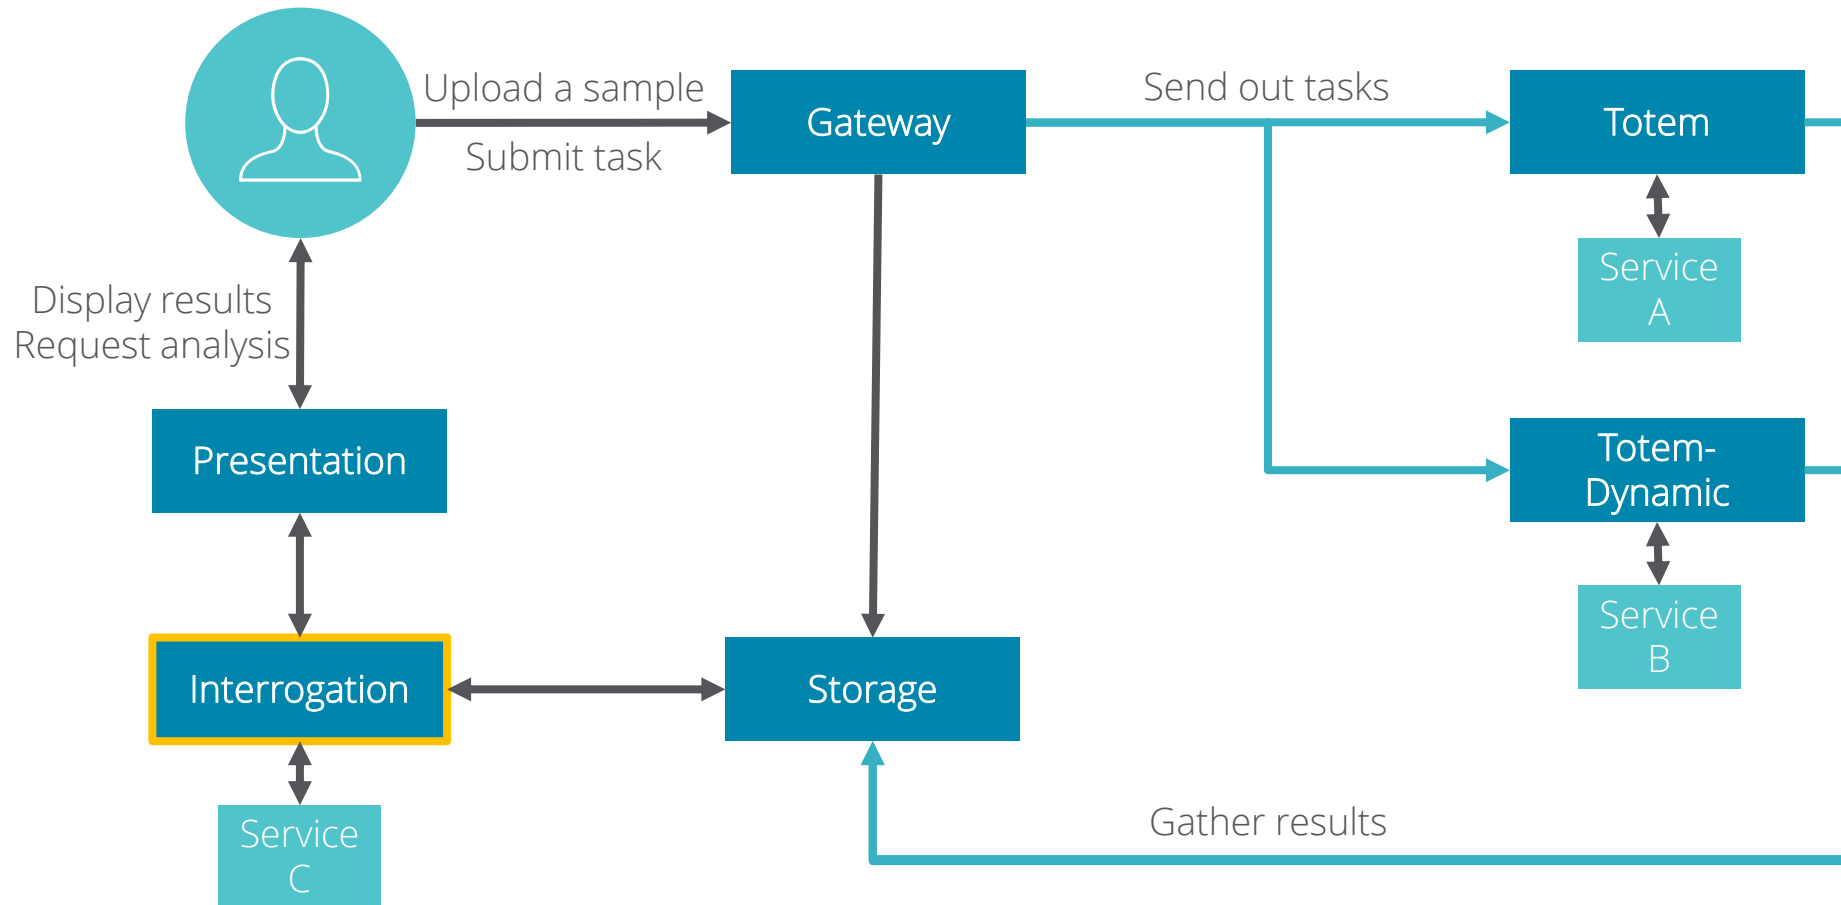 Upload a sample
Submit task
Gateway
Send out tasks
Totem
Service
A
Display results
Request analysis
Presentation
Totem-
Dynamic
Service
B
Interrogation
Storage
Service
C
Gather results